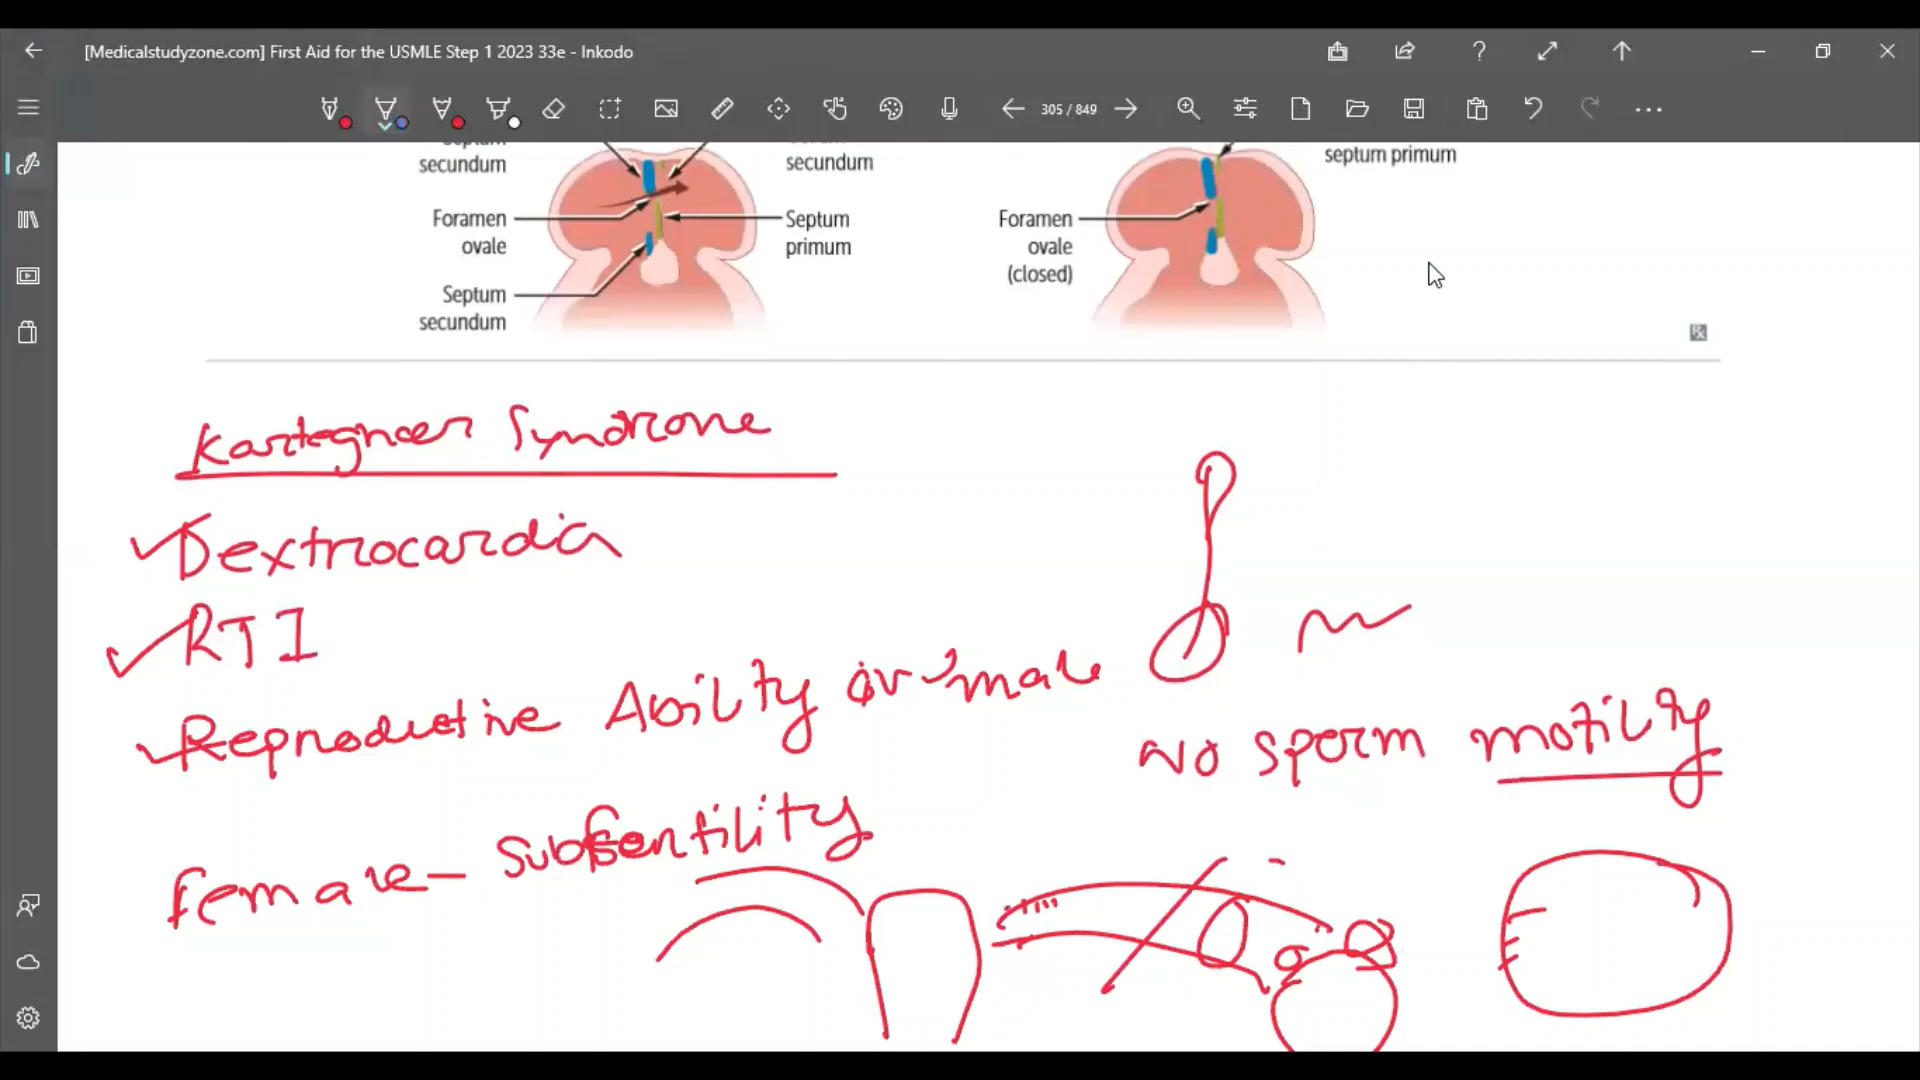 [Medicalstudyzone.com] First Aid for the USMLE Step 1 2023 33e - Inkodo
305 / 849
Septum
secundum
secundum
septum primum
Foramen
ovale
Septum
primum
Foramen
ovale
(closed)
Septum
secundum
Kartegneer Syndrome
Dextrocardia
RTI
Reproductive Ability male
No sperm motility
female - subfertility